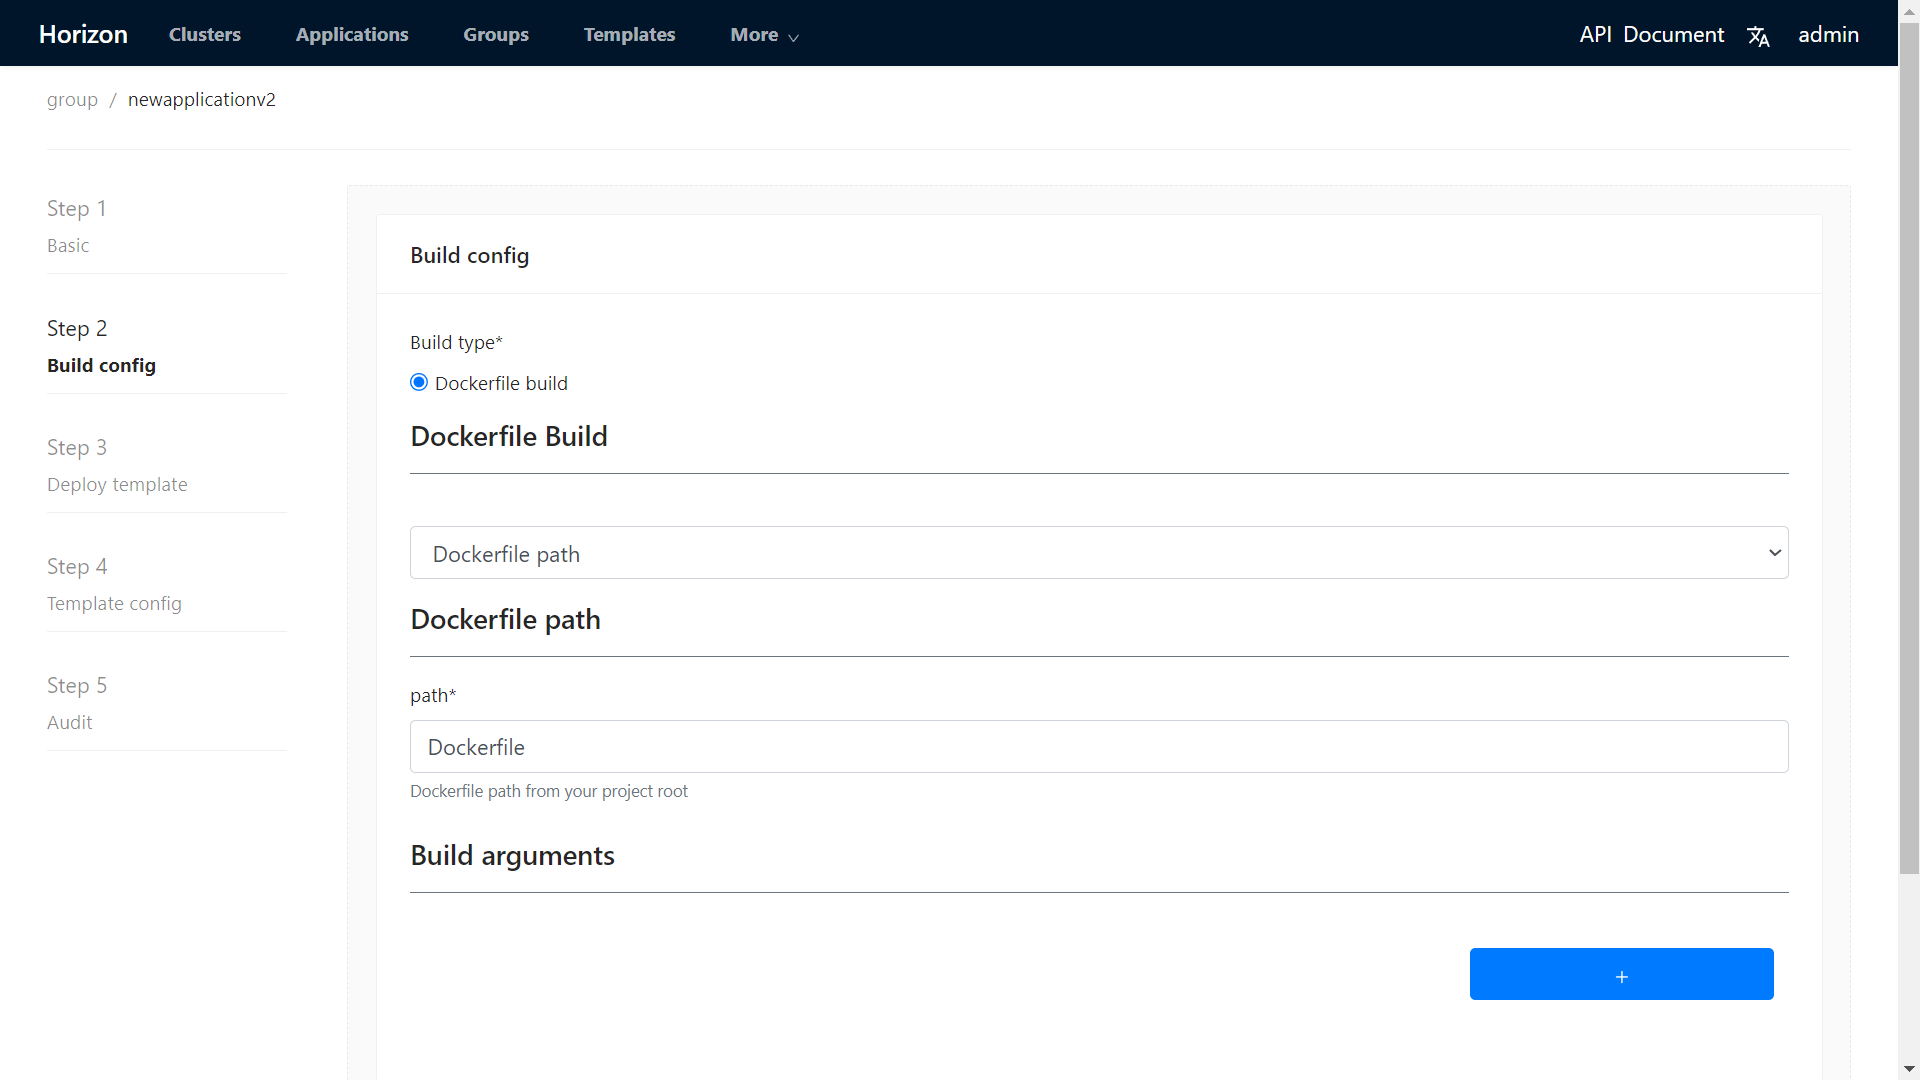 Horizon Clusters Applications Groups Templates More API Document admin
group / newapplicationv2
Step 1
Basic
Step 2
Build config
Step 3
Deploy template
Step 4
Template config
Step 5
Audit
Build config
Build type*
Dockerfile build
Dockerfile Build
Dockerfile path
Dockerfile path
path*
Dockerfile
Dockerfile path from your project root
Build arguments
+